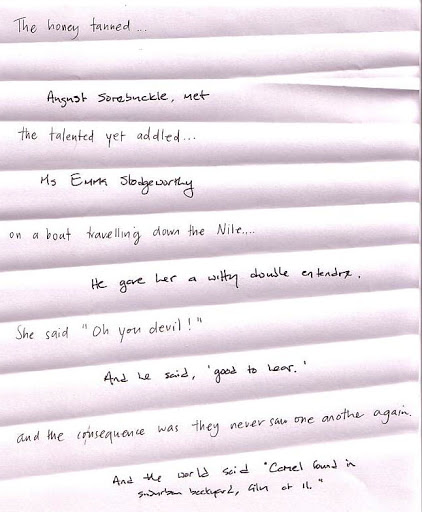 The honey tanned...
August Sorebuckle, met
the talented yet addled...
Ms Emma Slodgeworthy
on a boat travelling down the Nile....
He gave her a witty double entendre.
She said "Oh you devil!"
And he said, 'good to hear.'
and the consequence was they never saw one another again.
And the world said "Camel found in
suburban backyard, film at 11."